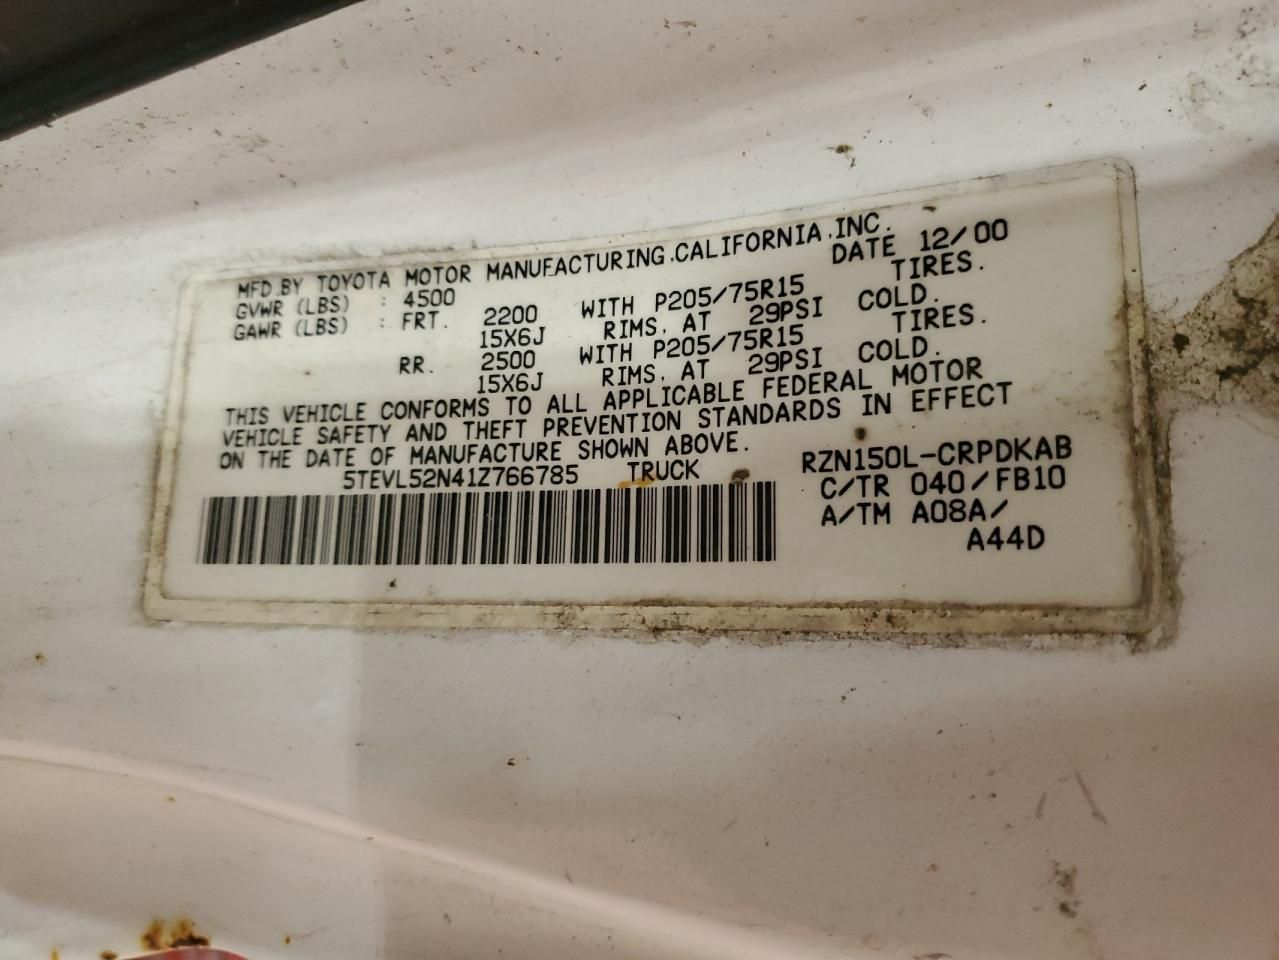 MFD.BY TOYOTA MOTOR MANUFACTURING.CALIFORNIA.INC.
GVWR (LBS) : 4500 DATE 12/00
GAWR (LBS) : FRT. 2200 WITH P205/75R15 TIRES.
15X6J RIMS, AT 29PSI COLD.
RR. 2500 WITH P205/75R15 TIRES.
15X6J RIMS, AT 29PSI COLD.
THIS VEHICLE CONFORMS TO ALL APPLICABLE FEDERAL MOTOR
VEHICLE SAFETY AND THEFT PREVENTION STANDARDS IN EFFECT
ON THE DATE OF MANUFACTURE SHOWN ABOVE.
5TEVL52N41Z766785 TRUCK RZN150L-CRPDKAB
C/TR 040/FB10
A/TM A08A/
A44D